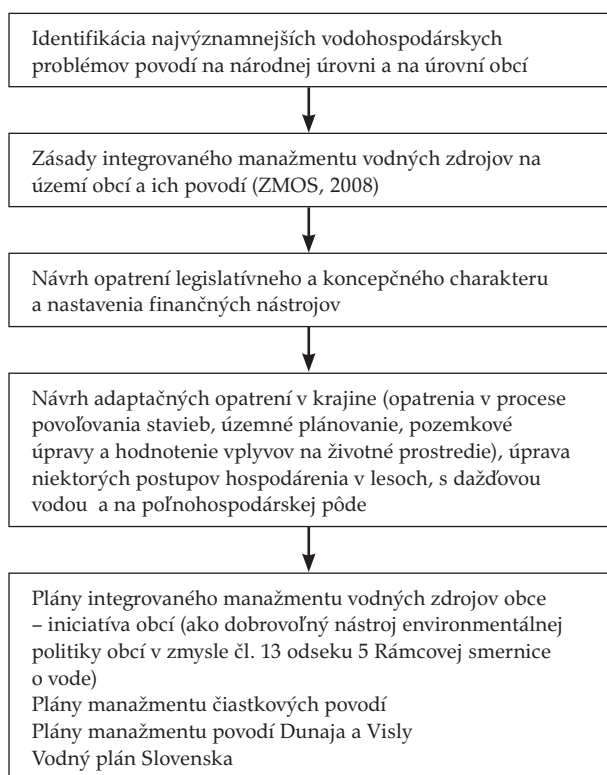 Identifikácia najvýznamnejších vodohospodárskych
problémov povodí na národnej úrovni a na úrovní obcí
Zásady integrovaného manažmentu vodných zdrojov na
území obcí a ich povodí (ZMOS, 2008)
Návrh opatrení legislatívneho a koncepčného charakteru
a nastavenia finančných nástrojov
Návrh adaptačných opatrení v krajine (opatrenia v procese
povoľovania stavieb, územné plánovanie, pozemkové
úpravy a hodnotenie vplyvov na životné prostredie), úprava
niektorých postupov hospodárenia v lesoch, s dažďovou
vodou a na poľnohospodárskej pôde
Plány integrovaného manažmentu vodných zdrojov obce
– iniciatíva obcí (ako dobrovoľný nástroj environmentálnej
politiky obcí v zmysle čl. 13 odseku 5 Rámcovej smernice
o vode)
Plány manažmentu čiastkových povodí
Plány manažmentu povodí Dunaja a Visly
Vodný plán Slovenska